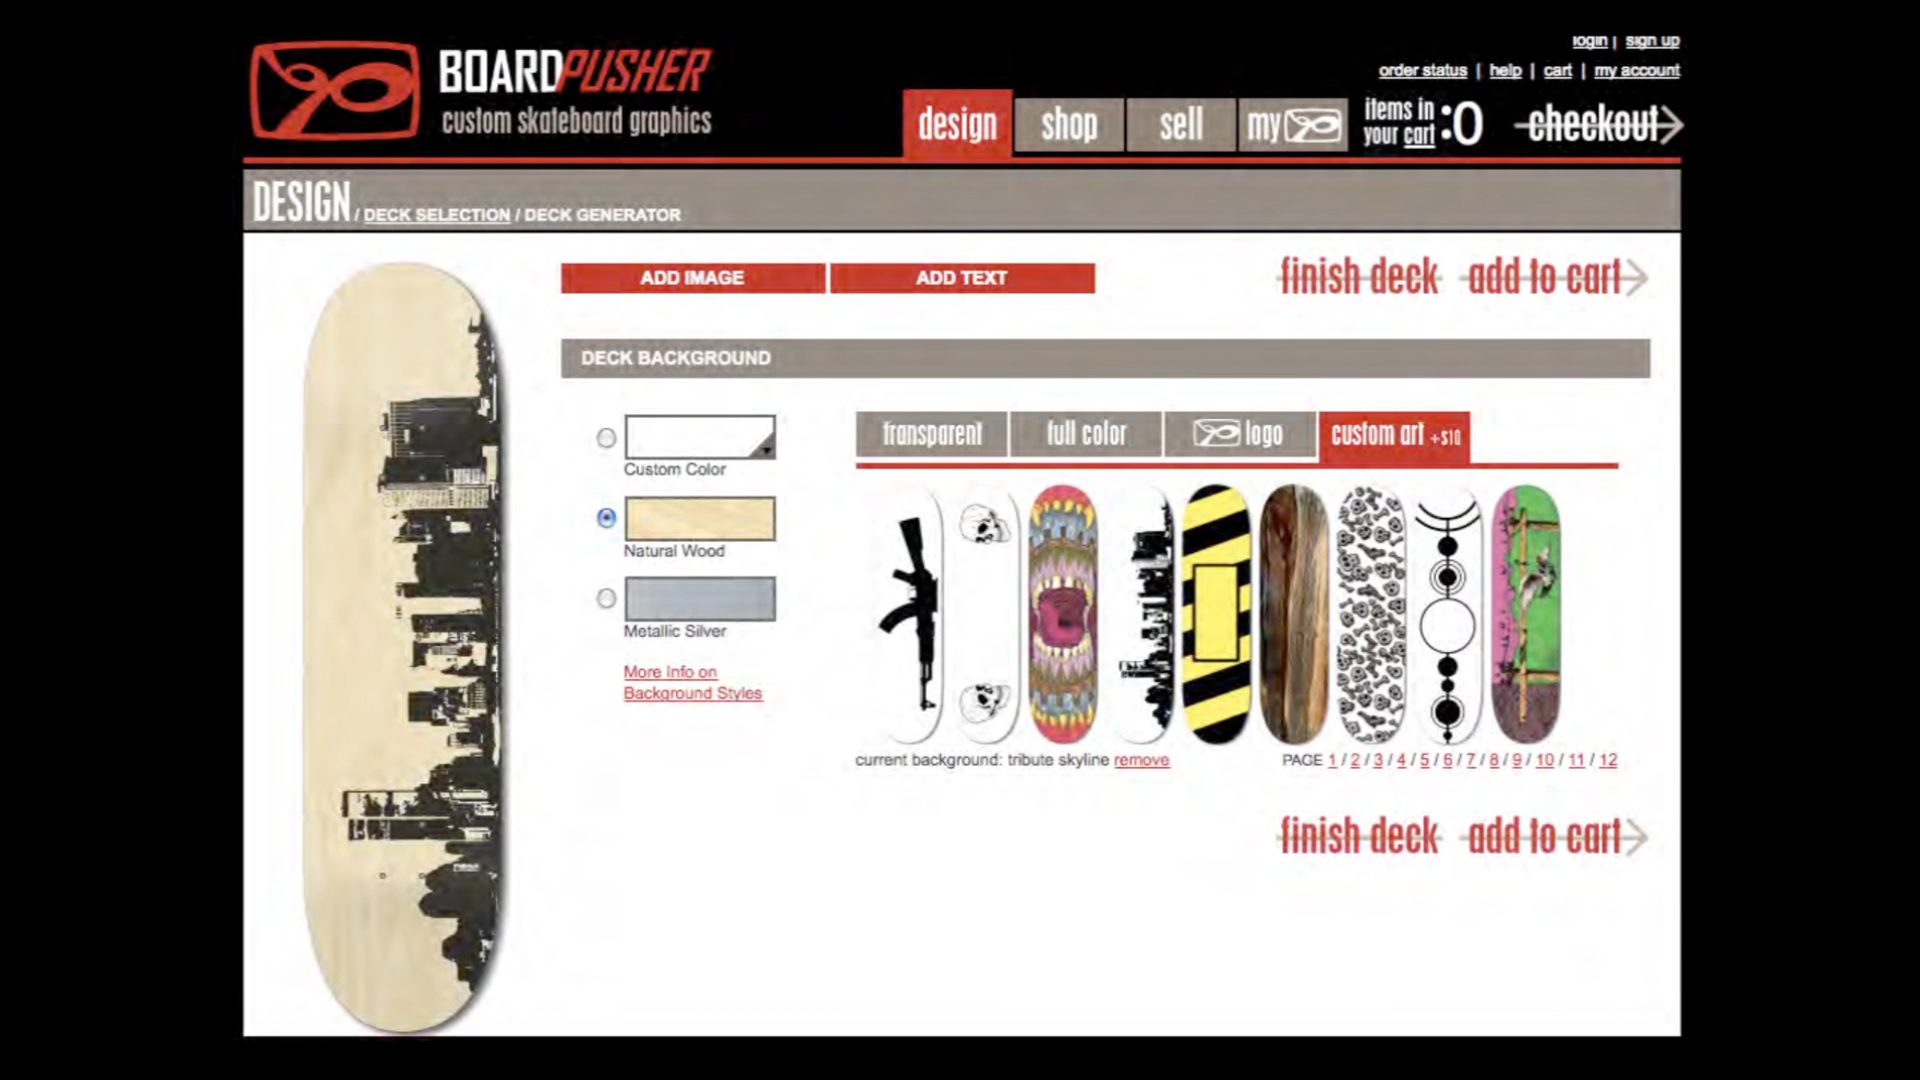 login | sign up
BOARDPUSHER
custom skateboard graphics
order status | help | cart | my account
design
shop
sell
my
items in
your cart :0
checkout
DESIGN / DECK SELECTION / DECK GENERATOR
ADD IMAGE
ADD TEXT
finish deck
add to cart
DECK BACKGROUND
Custom Color
Natural Wood
Metallic Silver
More Info on
Background Styles
transparent
full color
logo
custom art +$10
current background: tribute skyline remove
PAGE 1 / 2 / 3 / 4 / 5 / 6 / 7 / 8 / 9 / 10 / 11 / 12
finish deck
add to cart